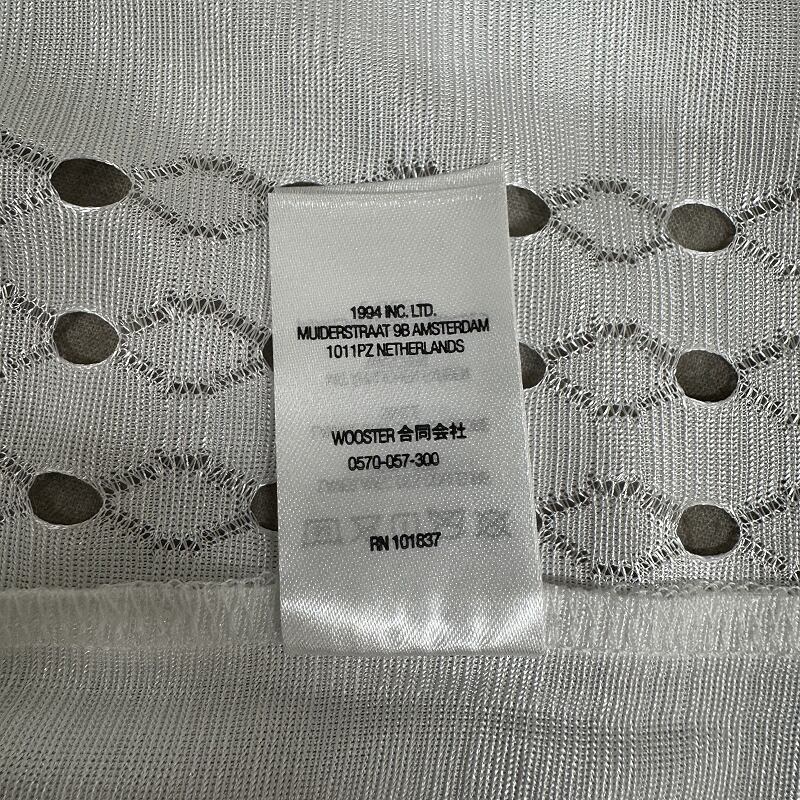 1994 INC. LTD.
MUIDERSTRAAT 9B AMSTERDAM
1011PZ NETHERLANDS
WOOSTER 合同会社
0570-057-300
RN 101837